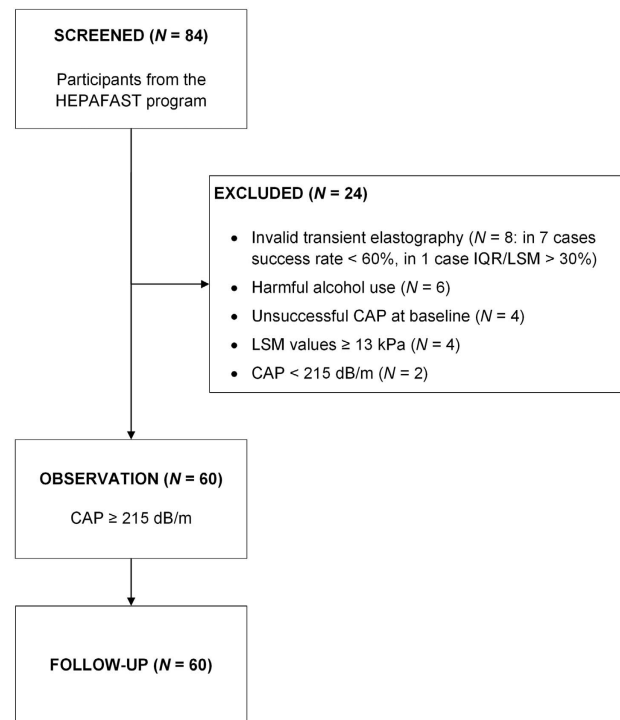 SCREENED (N = 84)
Participants from the
HEPAFAST program
EXCLUDED (N = 24)
• Invalid transient elastography (N = 8: in 7 cases
success rate < 60%, in 1 case IQR/LSM > 30%)
• Harmful alcohol use (N = 6)
• Unsuccessful CAP at baseline (N = 4)
• LSM values ≥ 13 kPa (N = 4)
• CAP < 215 dB/m (N = 2)
OBSERVATION (N = 60)
CAP ≥ 215 dB/m
FOLLOW-UP (N = 60)